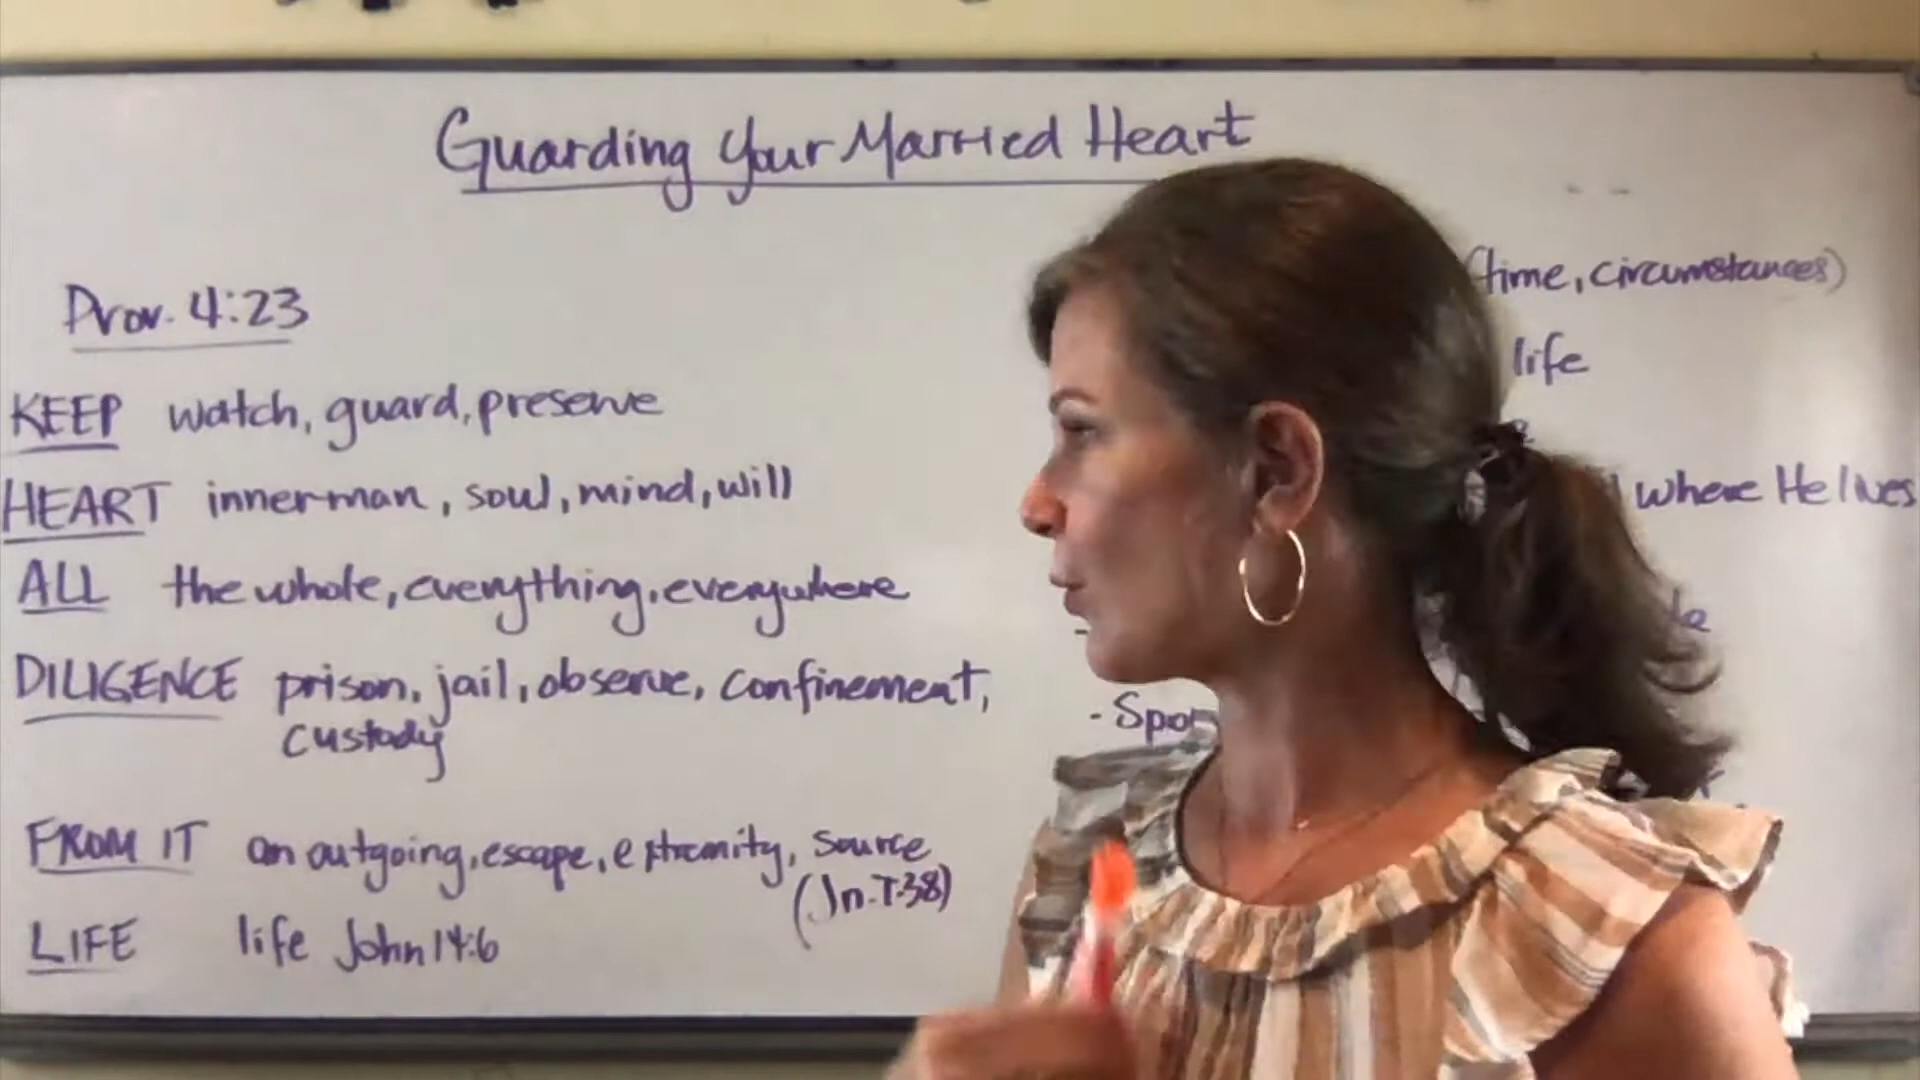 Guarding Your Married Heart
Prov. 4:23
KEEP watch, guard, preserve
HEART innerman, soul, mind, will
ALL the whole, everything, everywhere
DILIGENCE prison, jail, observe, confinement,
custody
FROM IT an outgoing, escape, extremity, source
(Jn. 7:38)
LIFE life John 14:6
(time, circumstances)
life
where He lives
- Spo